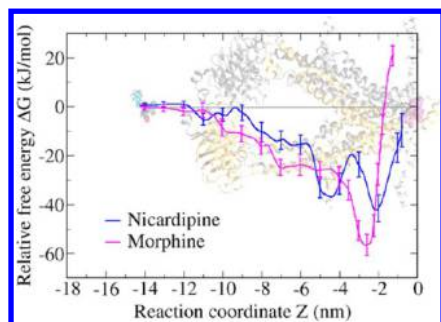 Relative free energy ΔG (kJ/mol)
20
0
-20
-40
-60
Nicardipine
Morphine
-18 -16 -14 -12 -10 -8 -6 -4 -2 0
Reaction coordinate Z (nm)